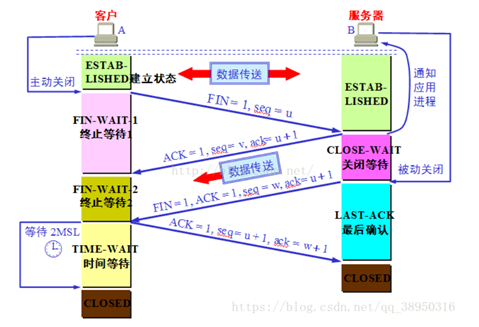 客户
服务器
A
B
ESTAB-
LISHED
建立状态
主动关闭
数据传送
ESTAB-
LISHED
通知
应用
进程
FIN = 1, seq = u
FIN-WAIT-1
终止等待1
ACK = 1, seq= v, ack= u + 1
CLOSE-WAIT
关闭等待
数据传送
被动关闭
FIN-WAIT-2
终止等待2
FIN = 1, ACK = 1, seq = w, ack= u + 1
LAST-ACK
最后确认
等待 2MSL
TIME-WAIT
时间等待
ACK = 1, seq = u + 1, ack = w + 1
CLOSED
CLOSED
https://blog.csdn.net/qq_38950316